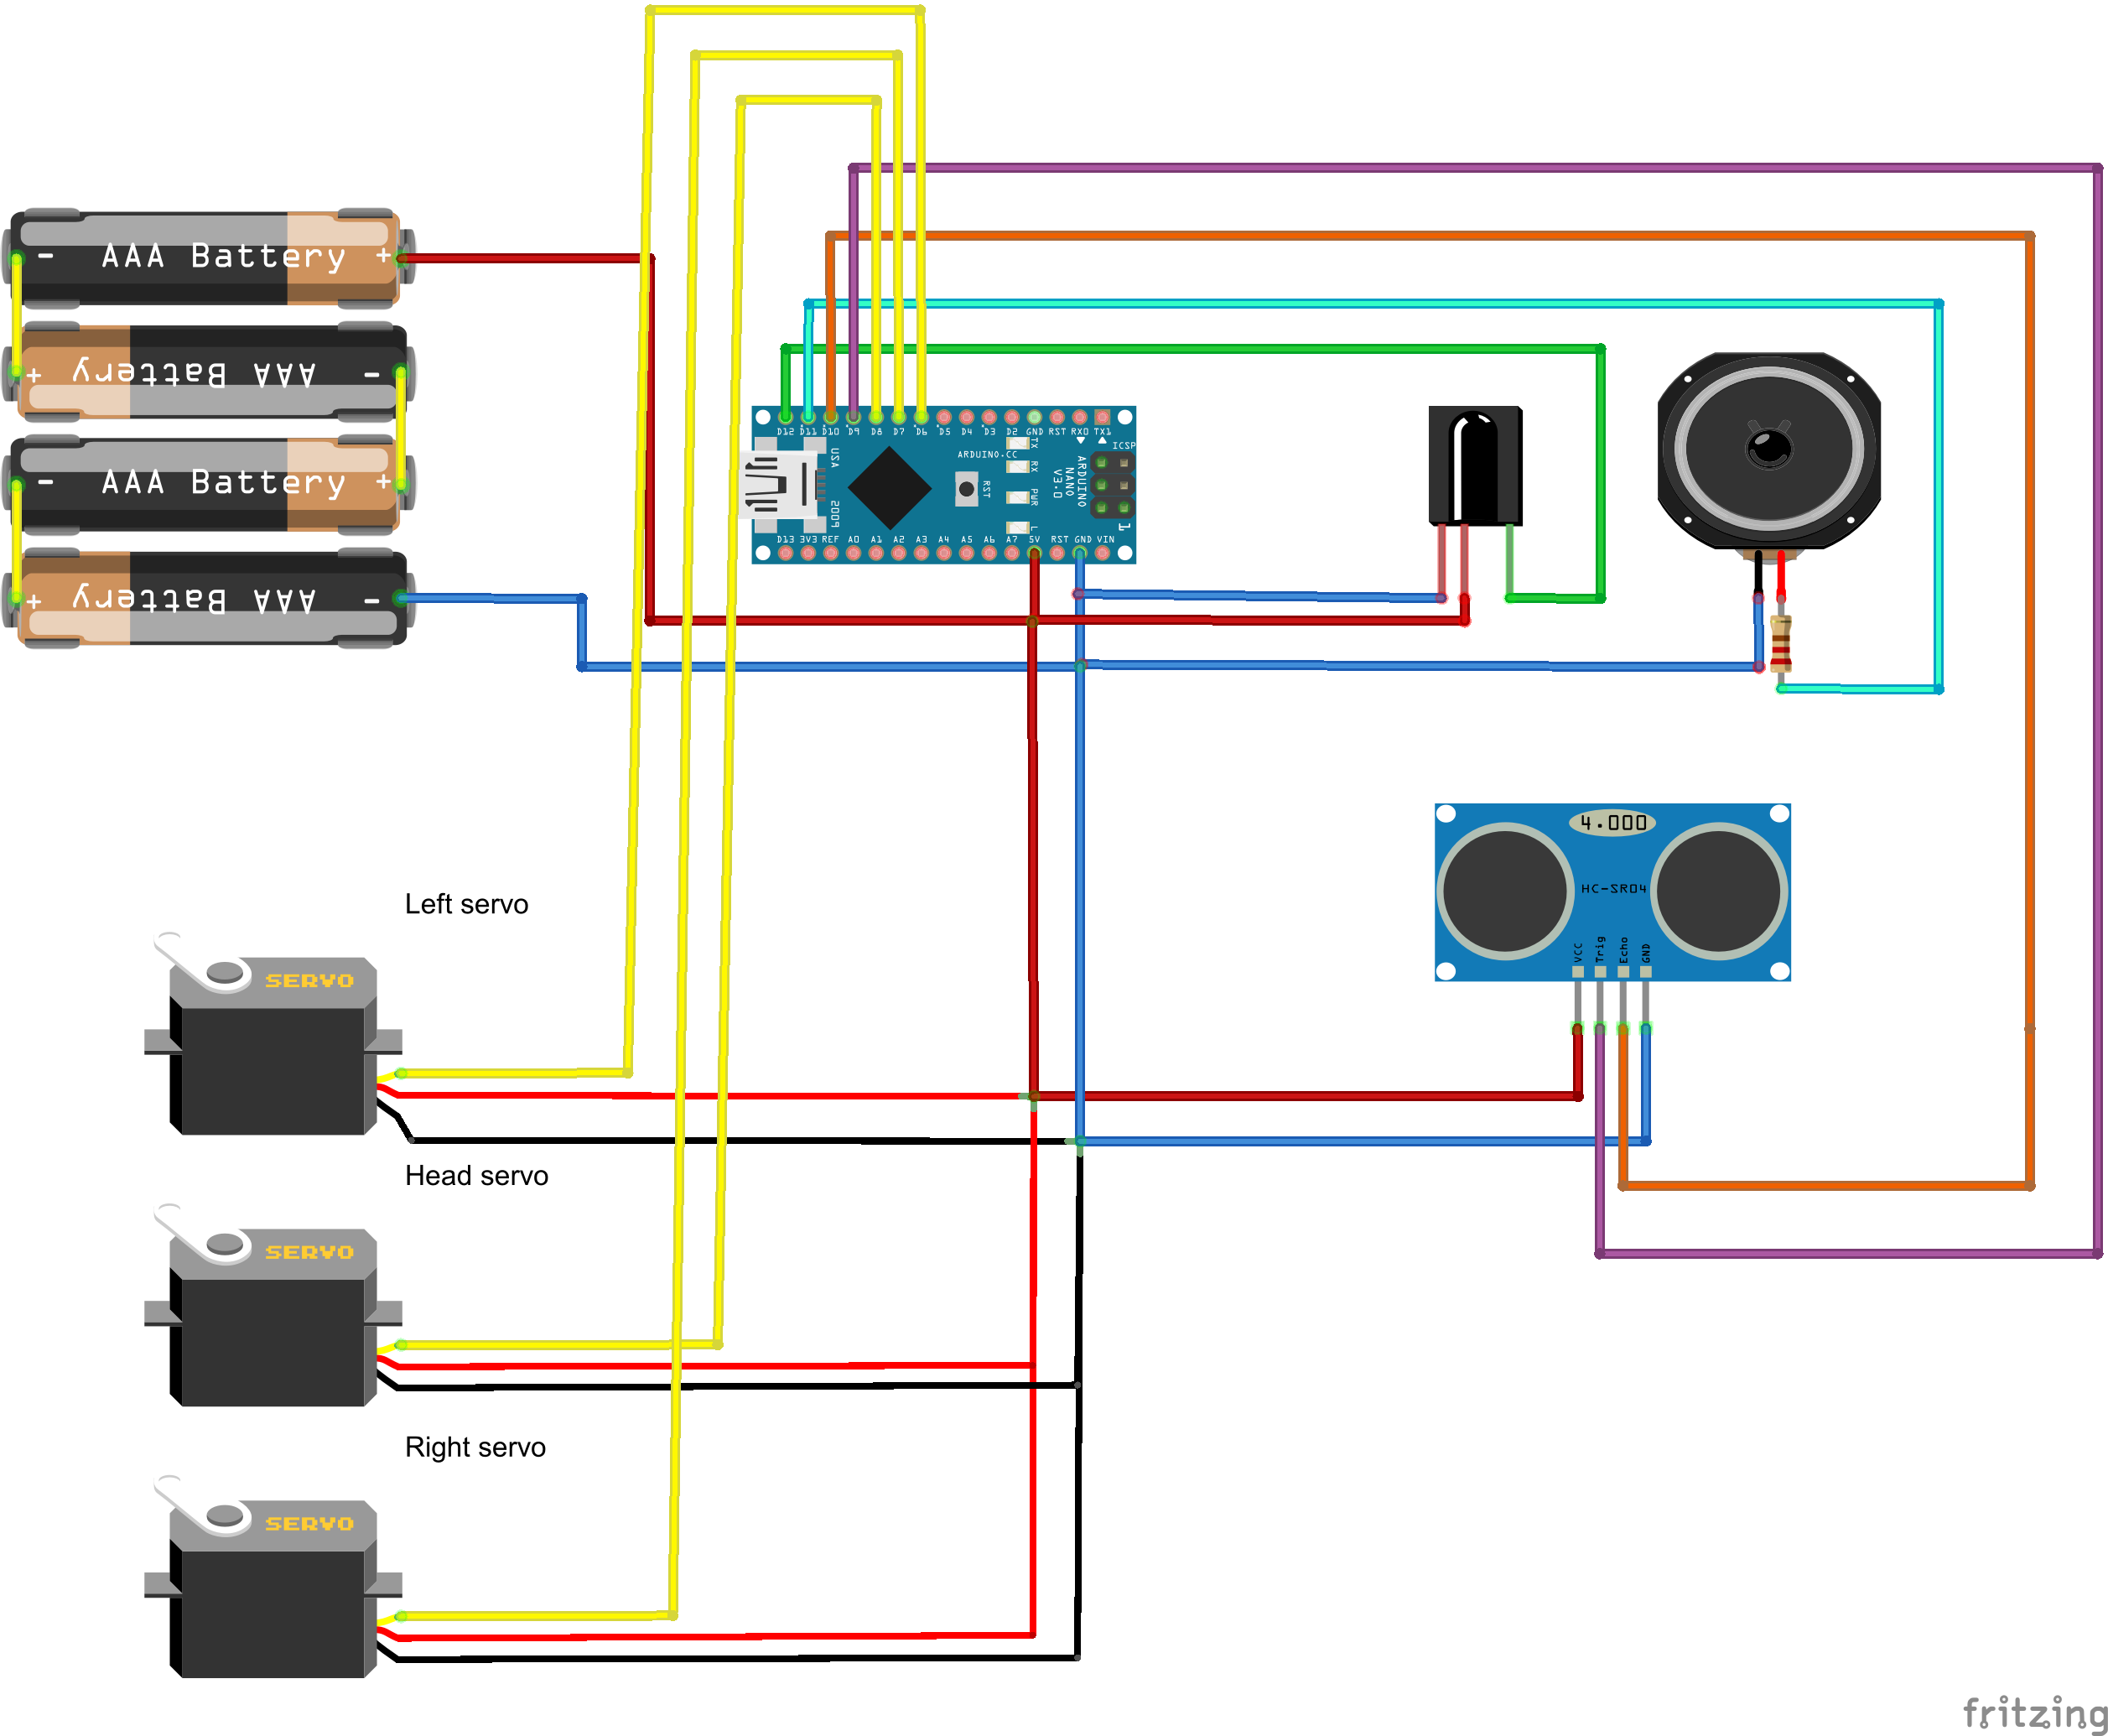 - AAA Battery +
+ AAA Battery -
- AAA Battery +
+ AAA Battery -
D12 D11 D10 D9 D8 D7 D6 D5 D4 D3 D2 GND RST RX0 TX1
USA
ARDUINO.CC
TX
RX
PWR
L
RST
ARDUINO
NANO
V3.0
ICSP
1
2009
D13 3V3 REF A0 A1 A2 A3 A4 A5 A6 A7 5V RST GND VIN
4.000
HC-SR04
VCC
Trig
Echo
GND
Left servo
SERVO
Head servo
SERVO
Right servo
SERVO
fritzing